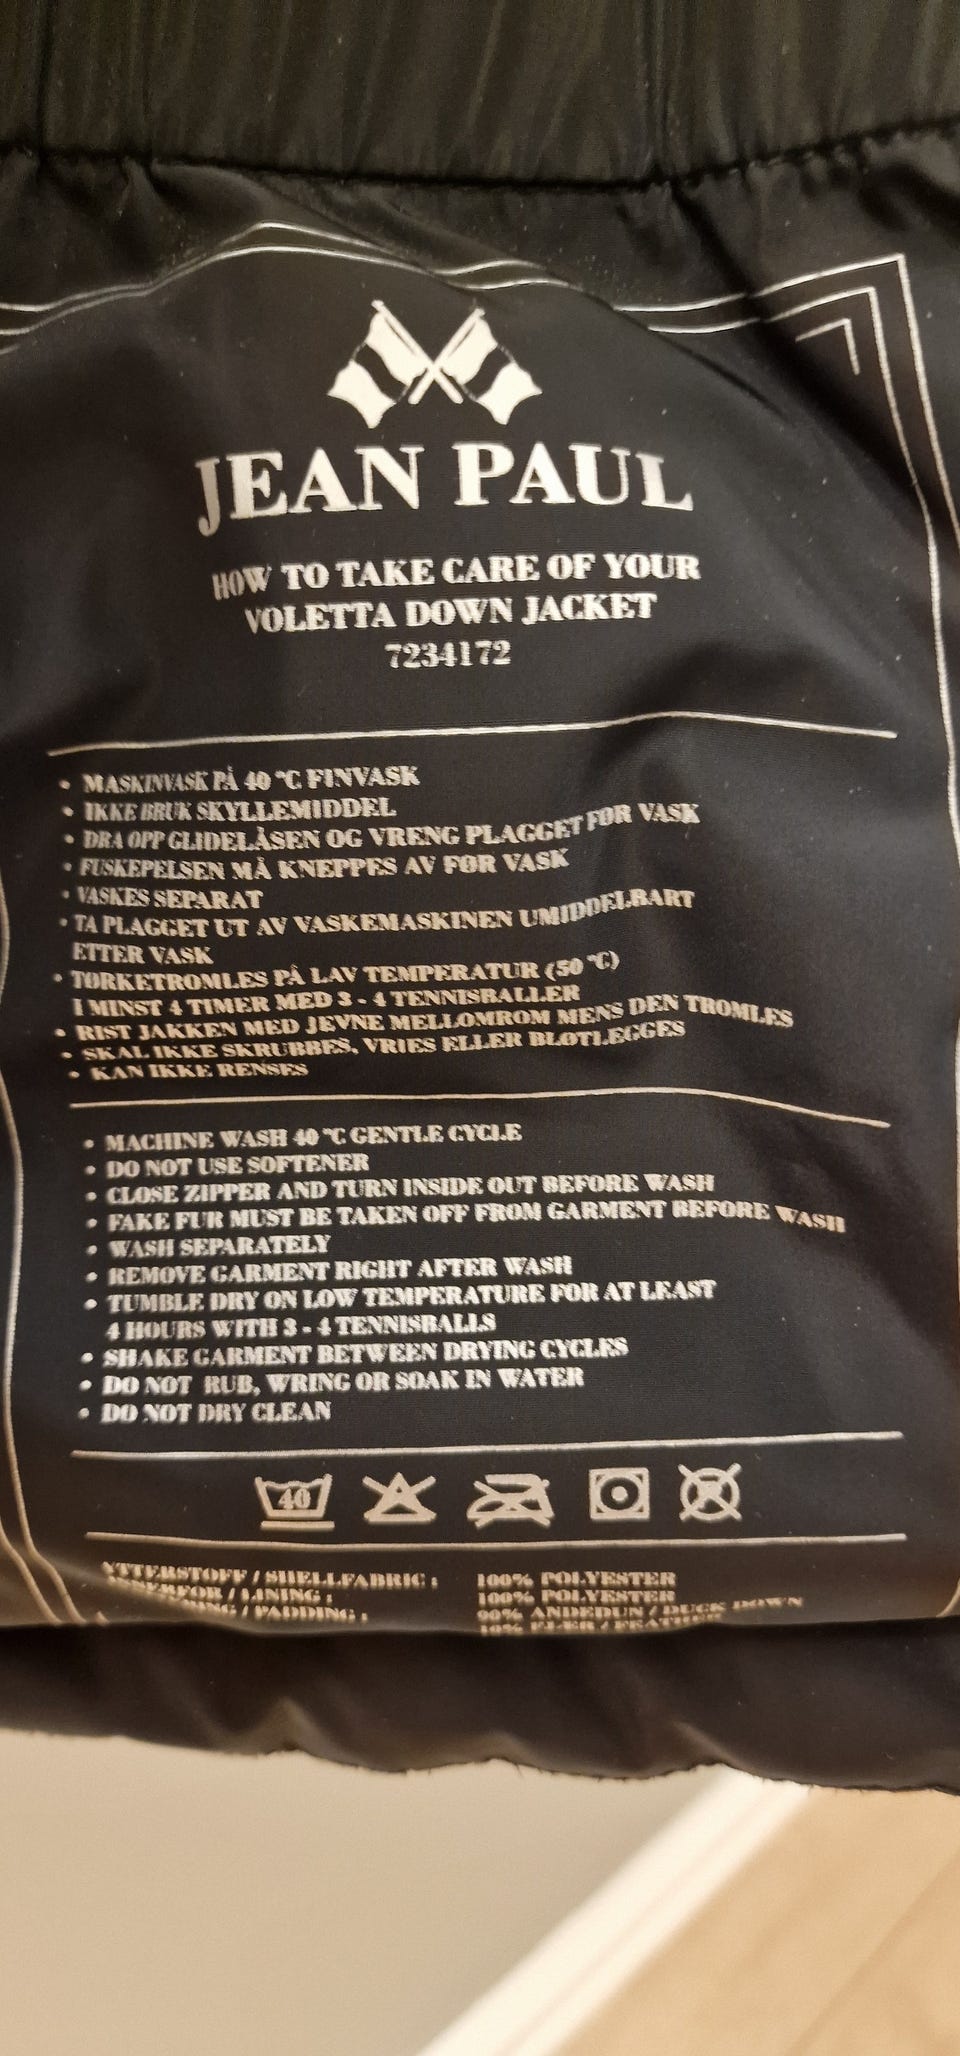 JEAN PAUL
HOW TO TAKE CARE OF YOUR
VOLETTA DOWN JACKET
7234172
• MASKINVASK PÅ 40 °C FINVASK
• IKKE BRUK SKYLLEMIDDEL
• DRA OPP GLIDELÅSEN OG VRENG PLAGGET FØR VASK
• FUSKEPELSEN MÅ KNEPPES AV FØR VASK
• VASKES SEPARAT
• TA PLAGGET UT AV VASKEMASKINEN UMIDDELBART
ETTER VASK
• TØRKETROMLES PÅ LAV TEMPERATUR (50 °C)
I MINST 4 TIMER MED 3 - 4 TENNISBALLER
• RIST JAKKEN MED JEVNE MELLOMROM MENS DEN TROMLES
• SKAL IKKE SKRUBBES, VRIES ELLER BLØTLEGGES
• KAN IKKE RENSES
• MACHINE WASH 40 °C GENTLE CYCLE
• DO NOT USE SOFTENER
• CLOSE ZIPPER AND TURN INSIDE OUT BEFORE WASH
• FAKE FUR MUST BE TAKEN OFF FROM GARMENT BEFORE WASH
• WASH SEPARATELY
• REMOVE GARMENT RIGHT AFTER WASH
• TUMBLE DRY ON LOW TEMPERATURE FOR AT LEAST
4 HOURS WITH 3 - 4 TENNISBALLS
• SHAKE GARMENT BETWEEN DRYING CYCLES
• DO NOT RUB, WRING OR SOAK IN WATER
• DO NOT DRY CLEAN
40
YTTERSTOFF / SHELLFABRIC : 100% POLYESTER
/ LINING : 100% POLYESTER
/ PADDING : 90% ANDEDUN / DUCK DOWN
10% FJÆR / FEATHER